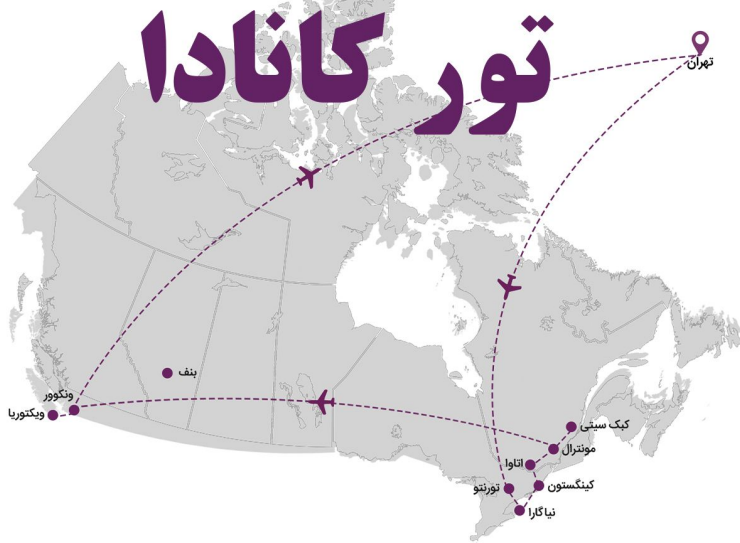 تور کانادا
تهران
بنف
ونکوور
ویکتوریا
کبک سیتی
مونترال
اتاوا
کینگستون
تورنتو
نیاگارا